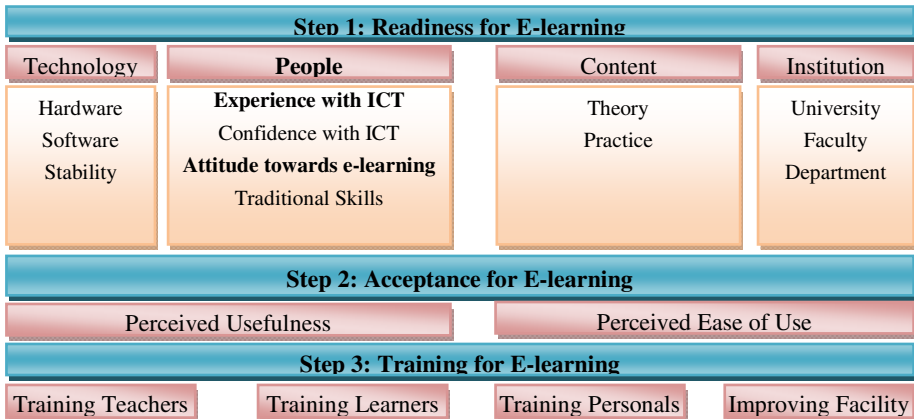 Step 1: Readiness for E-learning
Technology
People
Content
Institution
Hardware
Software
Stability
Experience with ICT
Confidence with ICT
Attitude towards e-learning
Traditional Skills
Theory
Practice
University
Faculty
Department
Step 2: Acceptance for E-learning
Perceived Usefulness
Perceived Ease of Use
Step 3: Training for E-learning
Training Teachers
Training Learners
Training Personals
Improving Facility